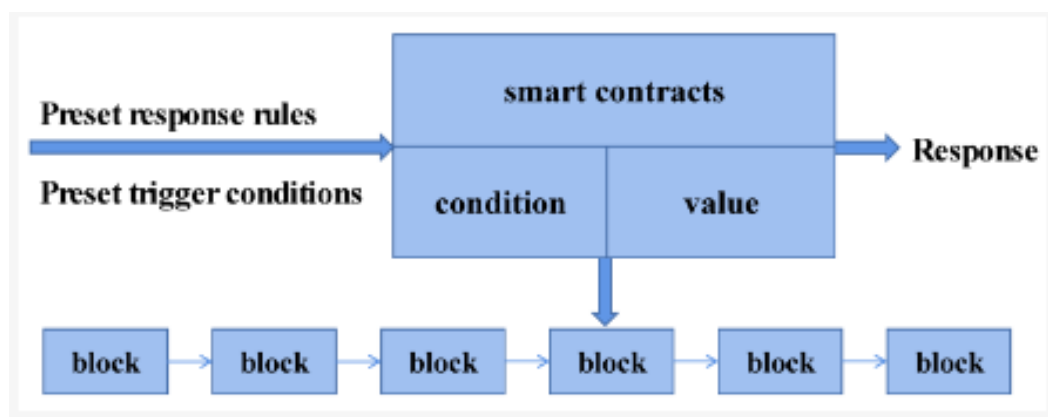 smart contracts
Preset response rules
Response
Preset trigger conditions
condition value
block block block block block block